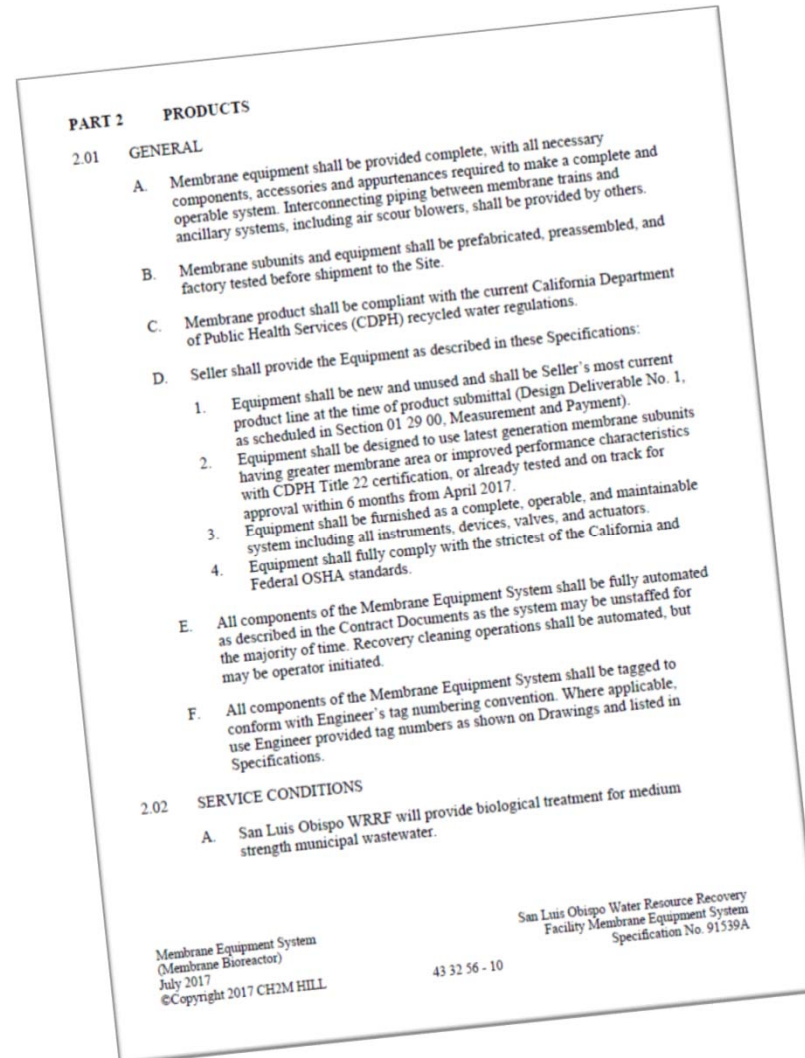 PART 2 PRODUCTS
2.01 GENERAL
A. Membrane equipment shall be provided complete, with all necessary
components, accessories and appurtenances required to make a complete and
operable system. Interconnecting piping between membrane trains and
ancillary systems, including air scour blowers, shall be provided by others.
B. Membrane subunits and equipment shall be prefabricated, preassembled, and
factory tested before shipment to the Site.
C. Membrane product shall be compliant with the current California Department
of Public Health Services (CDPH) recycled water regulations.
D. Seller shall provide the Equipment as described in these Specifications:
1. Equipment shall be new and unused and shall be Seller's most current
product line at the time of product submittal (Design Deliverable No. 1,
as scheduled in Section 01 29 00, Measurement and Payment).
2. Equipment shall be designed to use latest generation membrane subunits
having greater membrane area or improved performance characteristics
with CDPH Title 22 certification, or already tested and on track for
approval within 6 months from April 2017.
3. Equipment shall be furnished as a complete, operable, and maintainable
system including all instruments, devices, valves, and actuators.
4. Equipment shall fully comply with the strictest of the California and
Federal OSHA standards.
E. All components of the Membrane Equipment System shall be fully automated
as described in the Contract Documents as the system may be unstaffed for
the majority of time. Recovery cleaning operations shall be automated, but
may be operator initiated.
F. All components of the Membrane Equipment System shall be tagged to
conform with Engineer's tag numbering convention. Where applicable,
use Engineer provided tag numbers as shown on Drawings and listed in
Specifications.
2.02 SERVICE CONDITIONS
A. San Luis Obispo WRRF will provide biological treatment for medium
strength municipal wastewater.
Membrane Equipment System
(Membrane Bioreactor)
July 2017
©Copyright 2017 CH2M HILL
43 32 56 - 10
San Luis Obispo Water Resource Recovery
Facility Membrane Equipment System
Specification No. 91539A